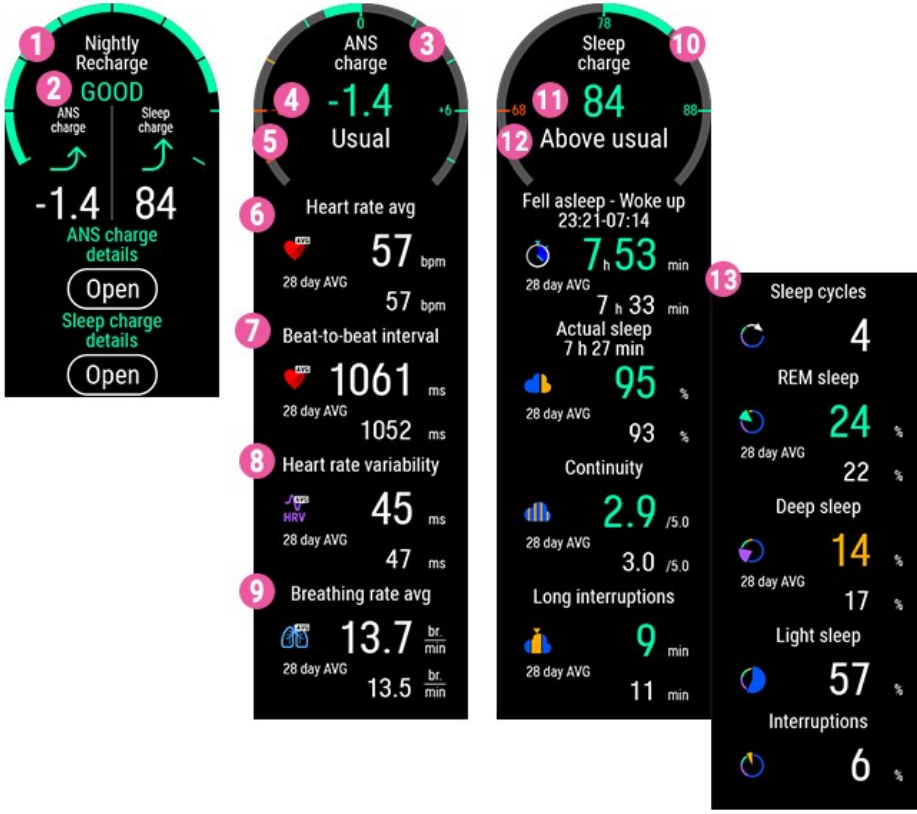 1
Nightly
Recharge
2
GOOD
ANS
charge
Sleep
charge
-1.4
84
ANS charge
details
Open
Sleep charge
details
Open
0
ANS
charge
3
4
-1.4
+6
5
Usual
6
Heart rate avg
AVG
57 bpm
28 day AVG
57 bpm
7
Beat-to-beat interval
AVG
1061 ms
28 day AVG
1052 ms
8
Heart rate variability
AVG
HRV
45 ms
28 day AVG
47 ms
9
Breathing rate avg
AVG
13.7 br.
min
28 day AVG
13.5 br.
min
78
Sleep
charge
10
68
11
84
88
12
Above usual
Fell asleep - Woke up
23:21-07:14
7 h 53 min
28 day AVG
7 h 33 min
Actual sleep
7 h 27 min
95 %
28 day AVG
93 %
Continuity
2.9 /5.0
28 day AVG
3.0 /5.0
Long interruptions
9 min
28 day AVG
11 min
13
Sleep cycles
4
REM sleep
24 %
28 day AVG
22 %
Deep sleep
14 %
28 day AVG
17 %
Light sleep
57 %
Interruptions
6 %